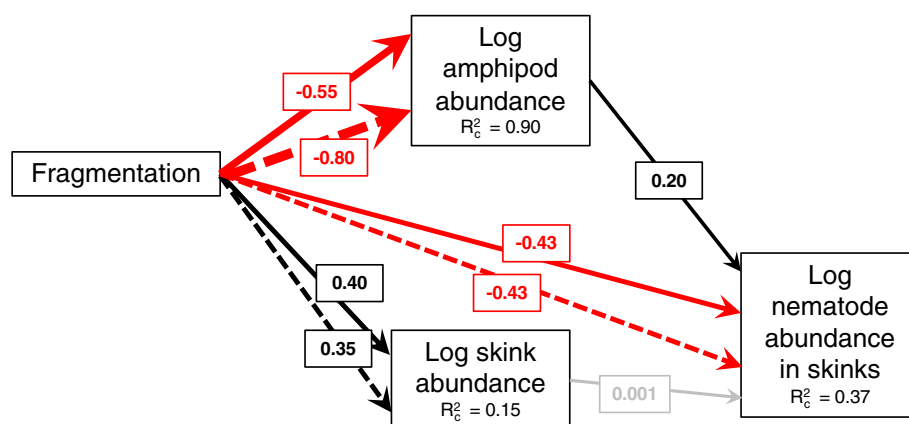 Log
amphipod
abundance
R²c = 0.90
-0.55
-0.80
Fragmentation
0.20
-0.43
-0.43
0.40
0.35
Log skink
abundance
R²c = 0.15
0.001
Log
nematode
abundance
in skinks
R²c = 0.37